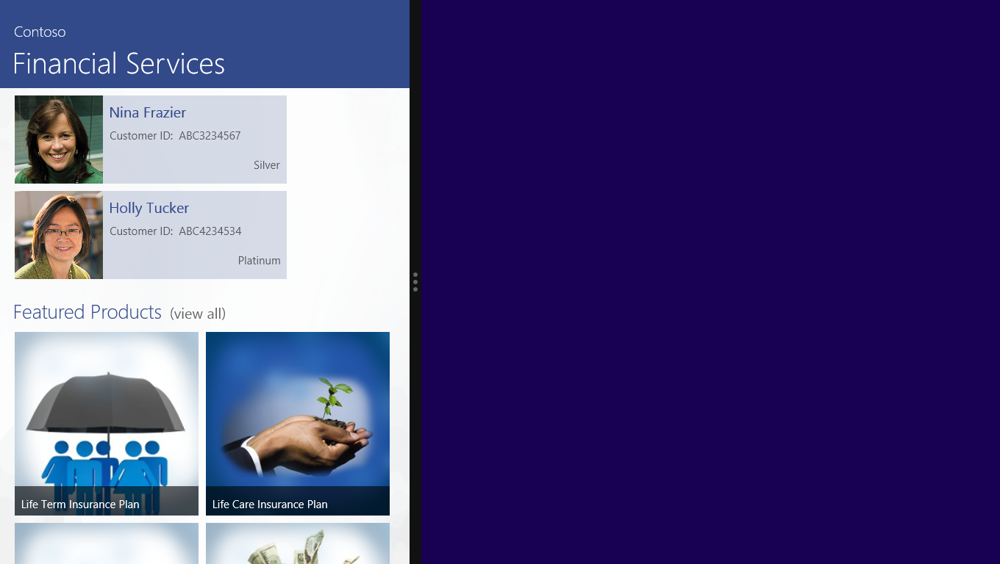 Contoso
Financial Services
Nina Frazier
Customer ID: ABC3234567
Silver
Holly Tucker
Customer ID: ABC4234534
Platinum
Featured Products (view all)
Life Term Insurance Plan
Life Care Insurance Plan